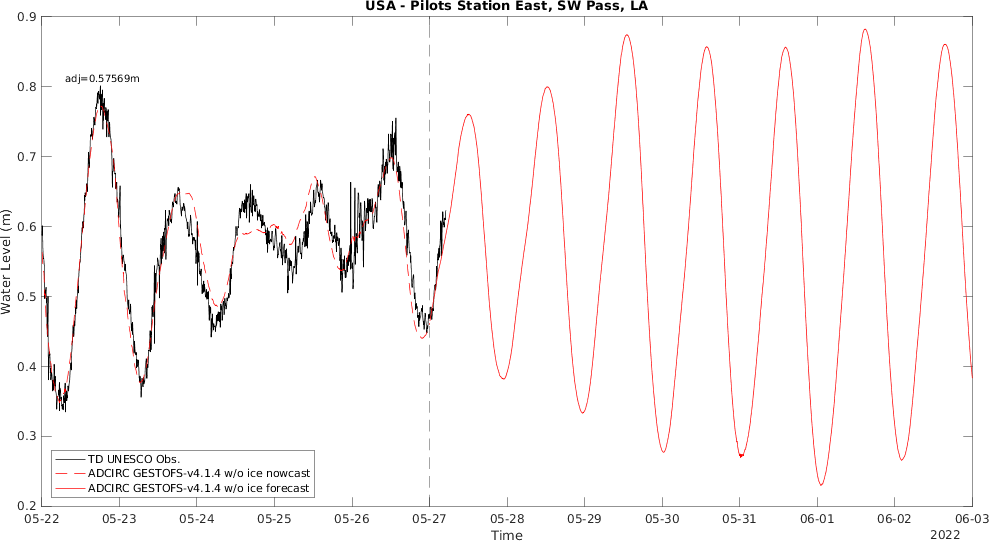 USA - Pilots Station East, SW Pass, LA
adj=0.57569m
Water Level (m)
0.9
0.8
0.7
0.6
0.5
0.4
0.3
0.2
TD UNESCO Obs.
ADCIRC GESTOFS-v4.1.4 w/o ice nowcast
ADCIRC GESTOFS-v4.1.4 w/o ice forecast
05-22 05-23 05-24 05-25 05-26 05-27 05-28 05-29 05-30 05-31 06-01 06-02 06-03
Time
2022